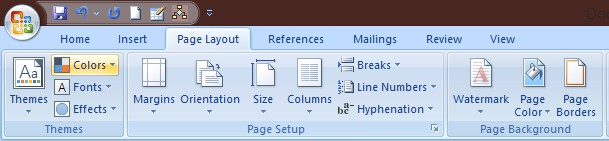 Home Insert Page Layout References Mailings Review View
Aa Colors Breaks
A Fonts Line Numbers
Themes Effects Margins Orientation Size Columns Hyphenation Watermark Page Color Page Borders
Themes Page Setup Page Background